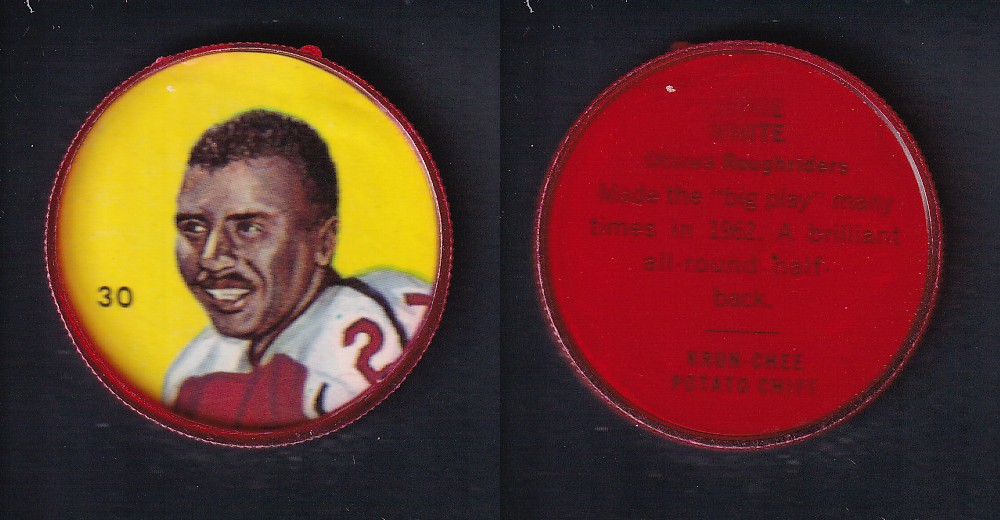 30
2
WHITE
Ottawa Roughriders
Made the "big play" many
times in 1962. A brilliant
all-round half-
back.
KRUN-CHEE
POTATO CHIPS